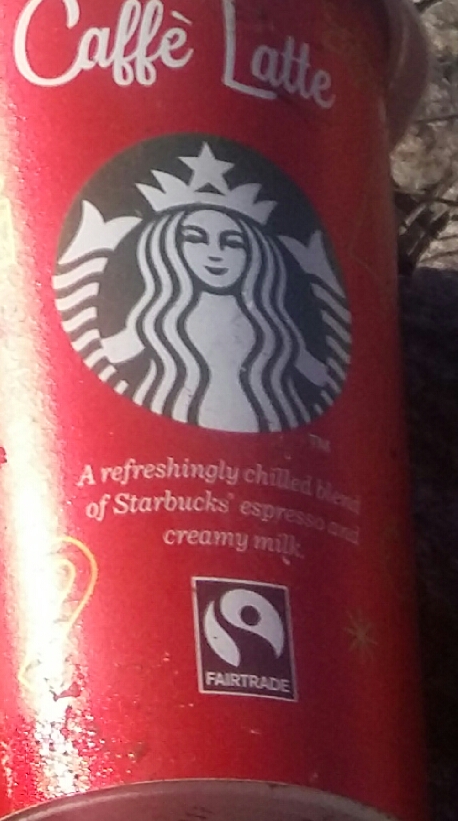 Caffè Latte
TM
A refreshingly chilled blend
of Starbucks' espresso and
creamy milk.
FAIRTRADE